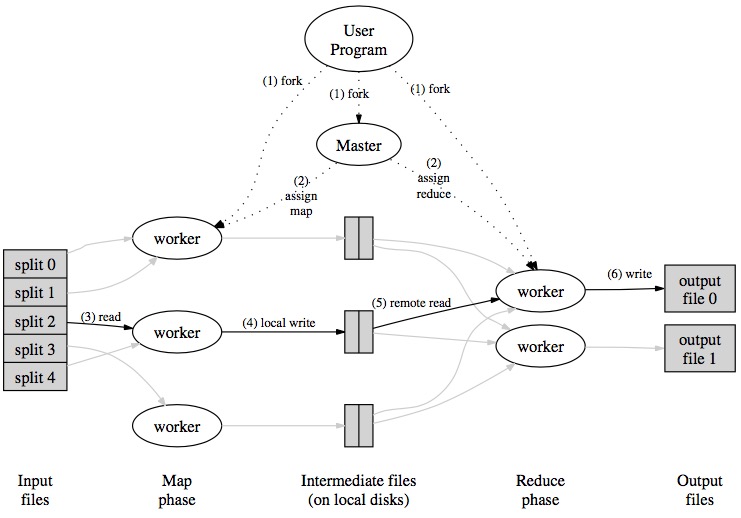 User
Program
(1) fork
(1) fork
(1) fork
Master
(2)
assign
map
(2)
assign
reduce
worker
split 0
split 1
split 2
split 3
split 4
(3) read
worker
(4) local write
(5) remote read
worker
(6) write
output
file 0
worker
output
file 1
worker
Input
files
Map
phase
Intermediate files
(on local disks)
Reduce
phase
Output
files